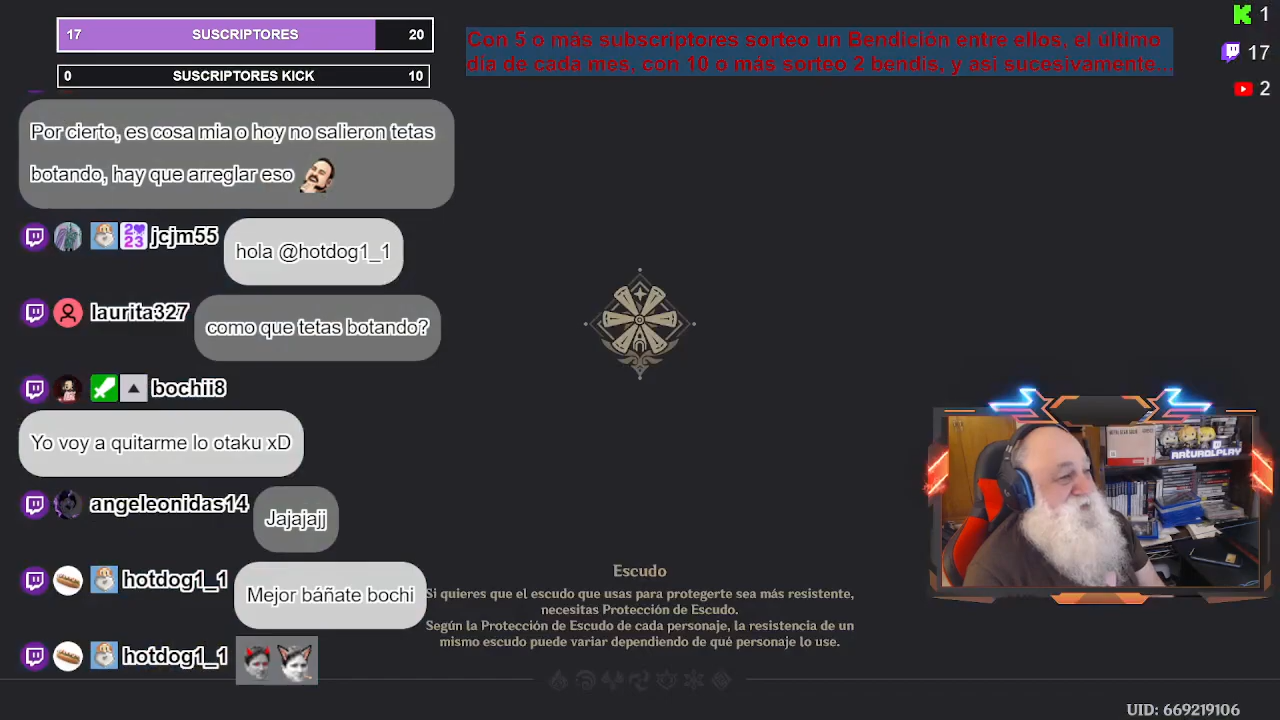 17 SUSCRIPTORES 20
0 SUSCRIPTORES KICK 10
Con 5 o más subscriptores sorteo un Bendición entre ellos, el último
día de cada mes, con 10 o más sorteo 2 bendis, y así sucesivamente...
1
17
2
Por cierto, es cosa mia o hoy no salieron tetas
botando, hay que arreglar eso
jcjm55
hola @hotdog1_1
laurita327
como que tetas botando?
bochii8
Yo voy a quitarme lo otaku xD
angeleonidas14
Jajajajj
hotdog1_1
Mejor báñate bochi
hotdog1_1
Escudo
Si quieres que el escudo que usas para protegerte sea más resistente,
necesitas Protección de Escudo.
Según la Protección de Escudo de cada personaje, la resistencia de un
mismo escudo puede variar dependiendo de qué personaje lo use.
ARTUROLPLAY
UID: 669219106